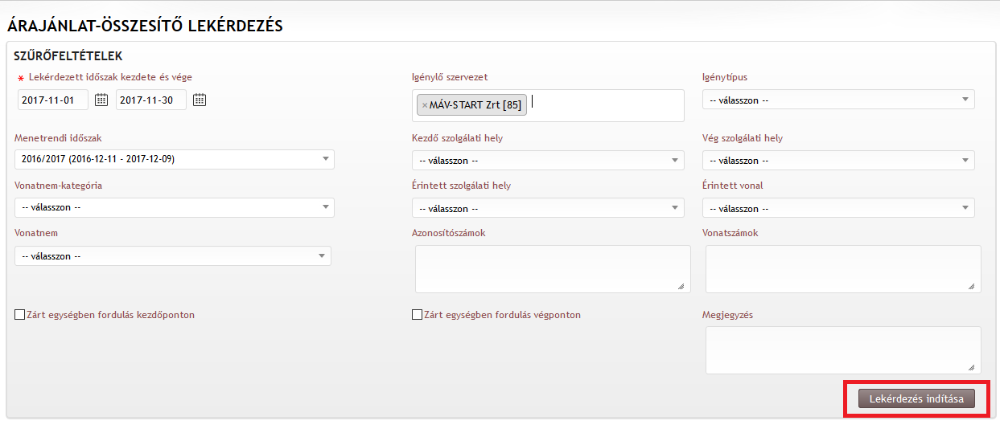 ÁRAJÁNLAT-ÖSSZESÍTŐ LEKÉRDEZÉS
SZŰRŐFELTÉTELEK
* Lekérdezett időszak kezdete és vége
Igénylő szervezet
Igénytípus
2017-11-01 2017-11-30
× MÁV-START Zrt [85]
-- válasszon --
Menetrendi időszak
Kezdő szolgálati hely
Vég szolgálati hely
2016/2017 (2016-12-11 - 2017-12-09)
-- válasszon --
-- válasszon --
Vonatnem-kategória
Érintett szolgálati hely
Érintett vonal
-- válasszon --
-- válasszon --
-- válasszon --
Vonatnem
Azonosítószámok
Vonatszámok
-- válasszon --
Zárt egységben fordulás kezdőponton
Zárt egységben fordulás végponton
Megjegyzés
Lekérdezés indítása